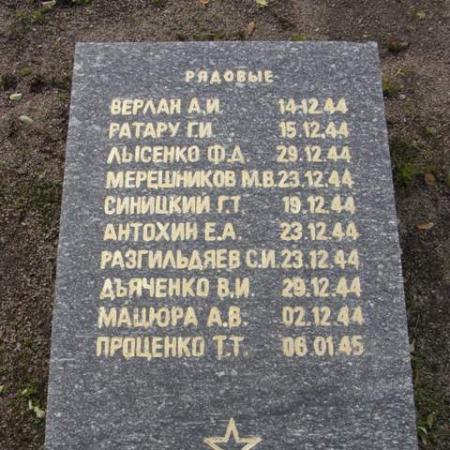 РЯДОВЫЕ
ВЕРЛАН А.И. 14.12.44
РАТАРУ Г.И. 15.12.44
ЛЫСЕНКО Ф.Д. 29.12.44
МЕРЕШНИКОВ М.В. 23.12.44
СИНИЦКИЙ Г.Т. 19.12.44
АНТОХИН Е.А. 23.12.44
РАЗГИЛЬДЯЕВ С.И. 23.12.44
ДЬЯЧЕНКО В.И. 29.12.44
МАЦЮРА А.В. 02.12.44
ПРОЦЕНКО Т.Т. 06.01.45